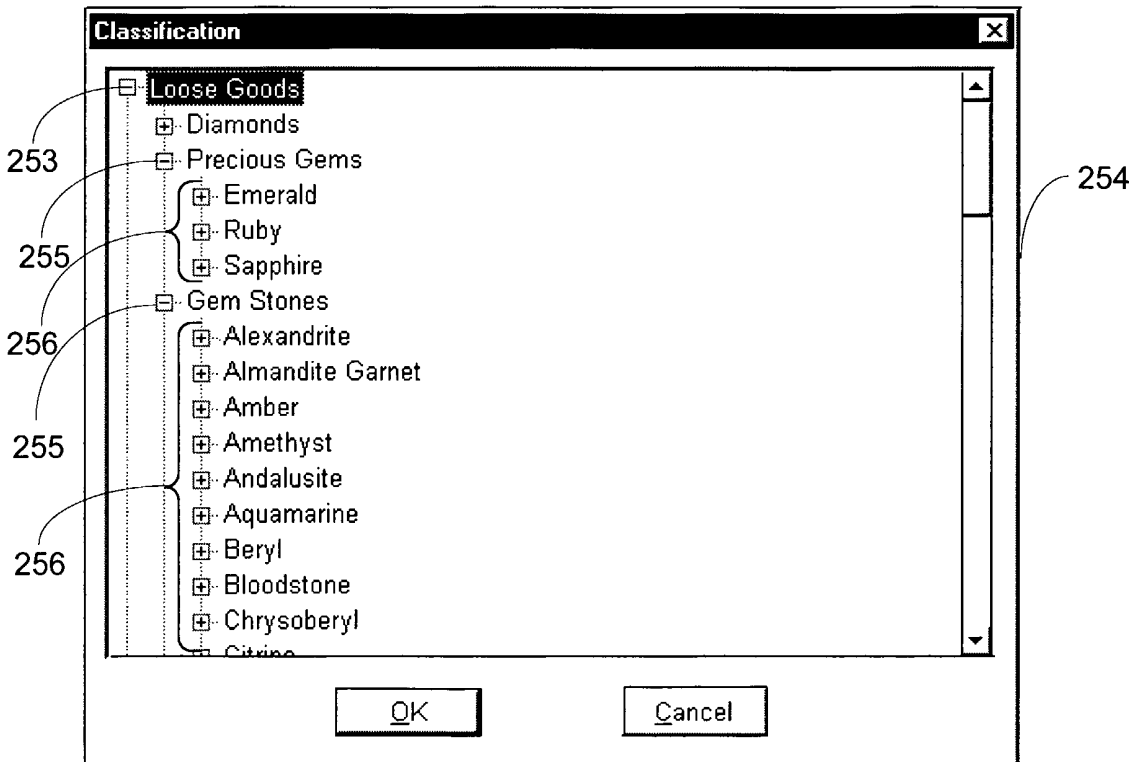 Classification
Loose Goods
Diamonds
253 Precious Gems
Emerald 254
Ruby
255 Sapphire
Gem Stones
256 Alexandrite
Almandite Garnet
Amber
255 Amethyst
Andalusite
Aquamarine
256 Beryl
Bloodstone
Chrysoberyl
Citrine
OK Cancel